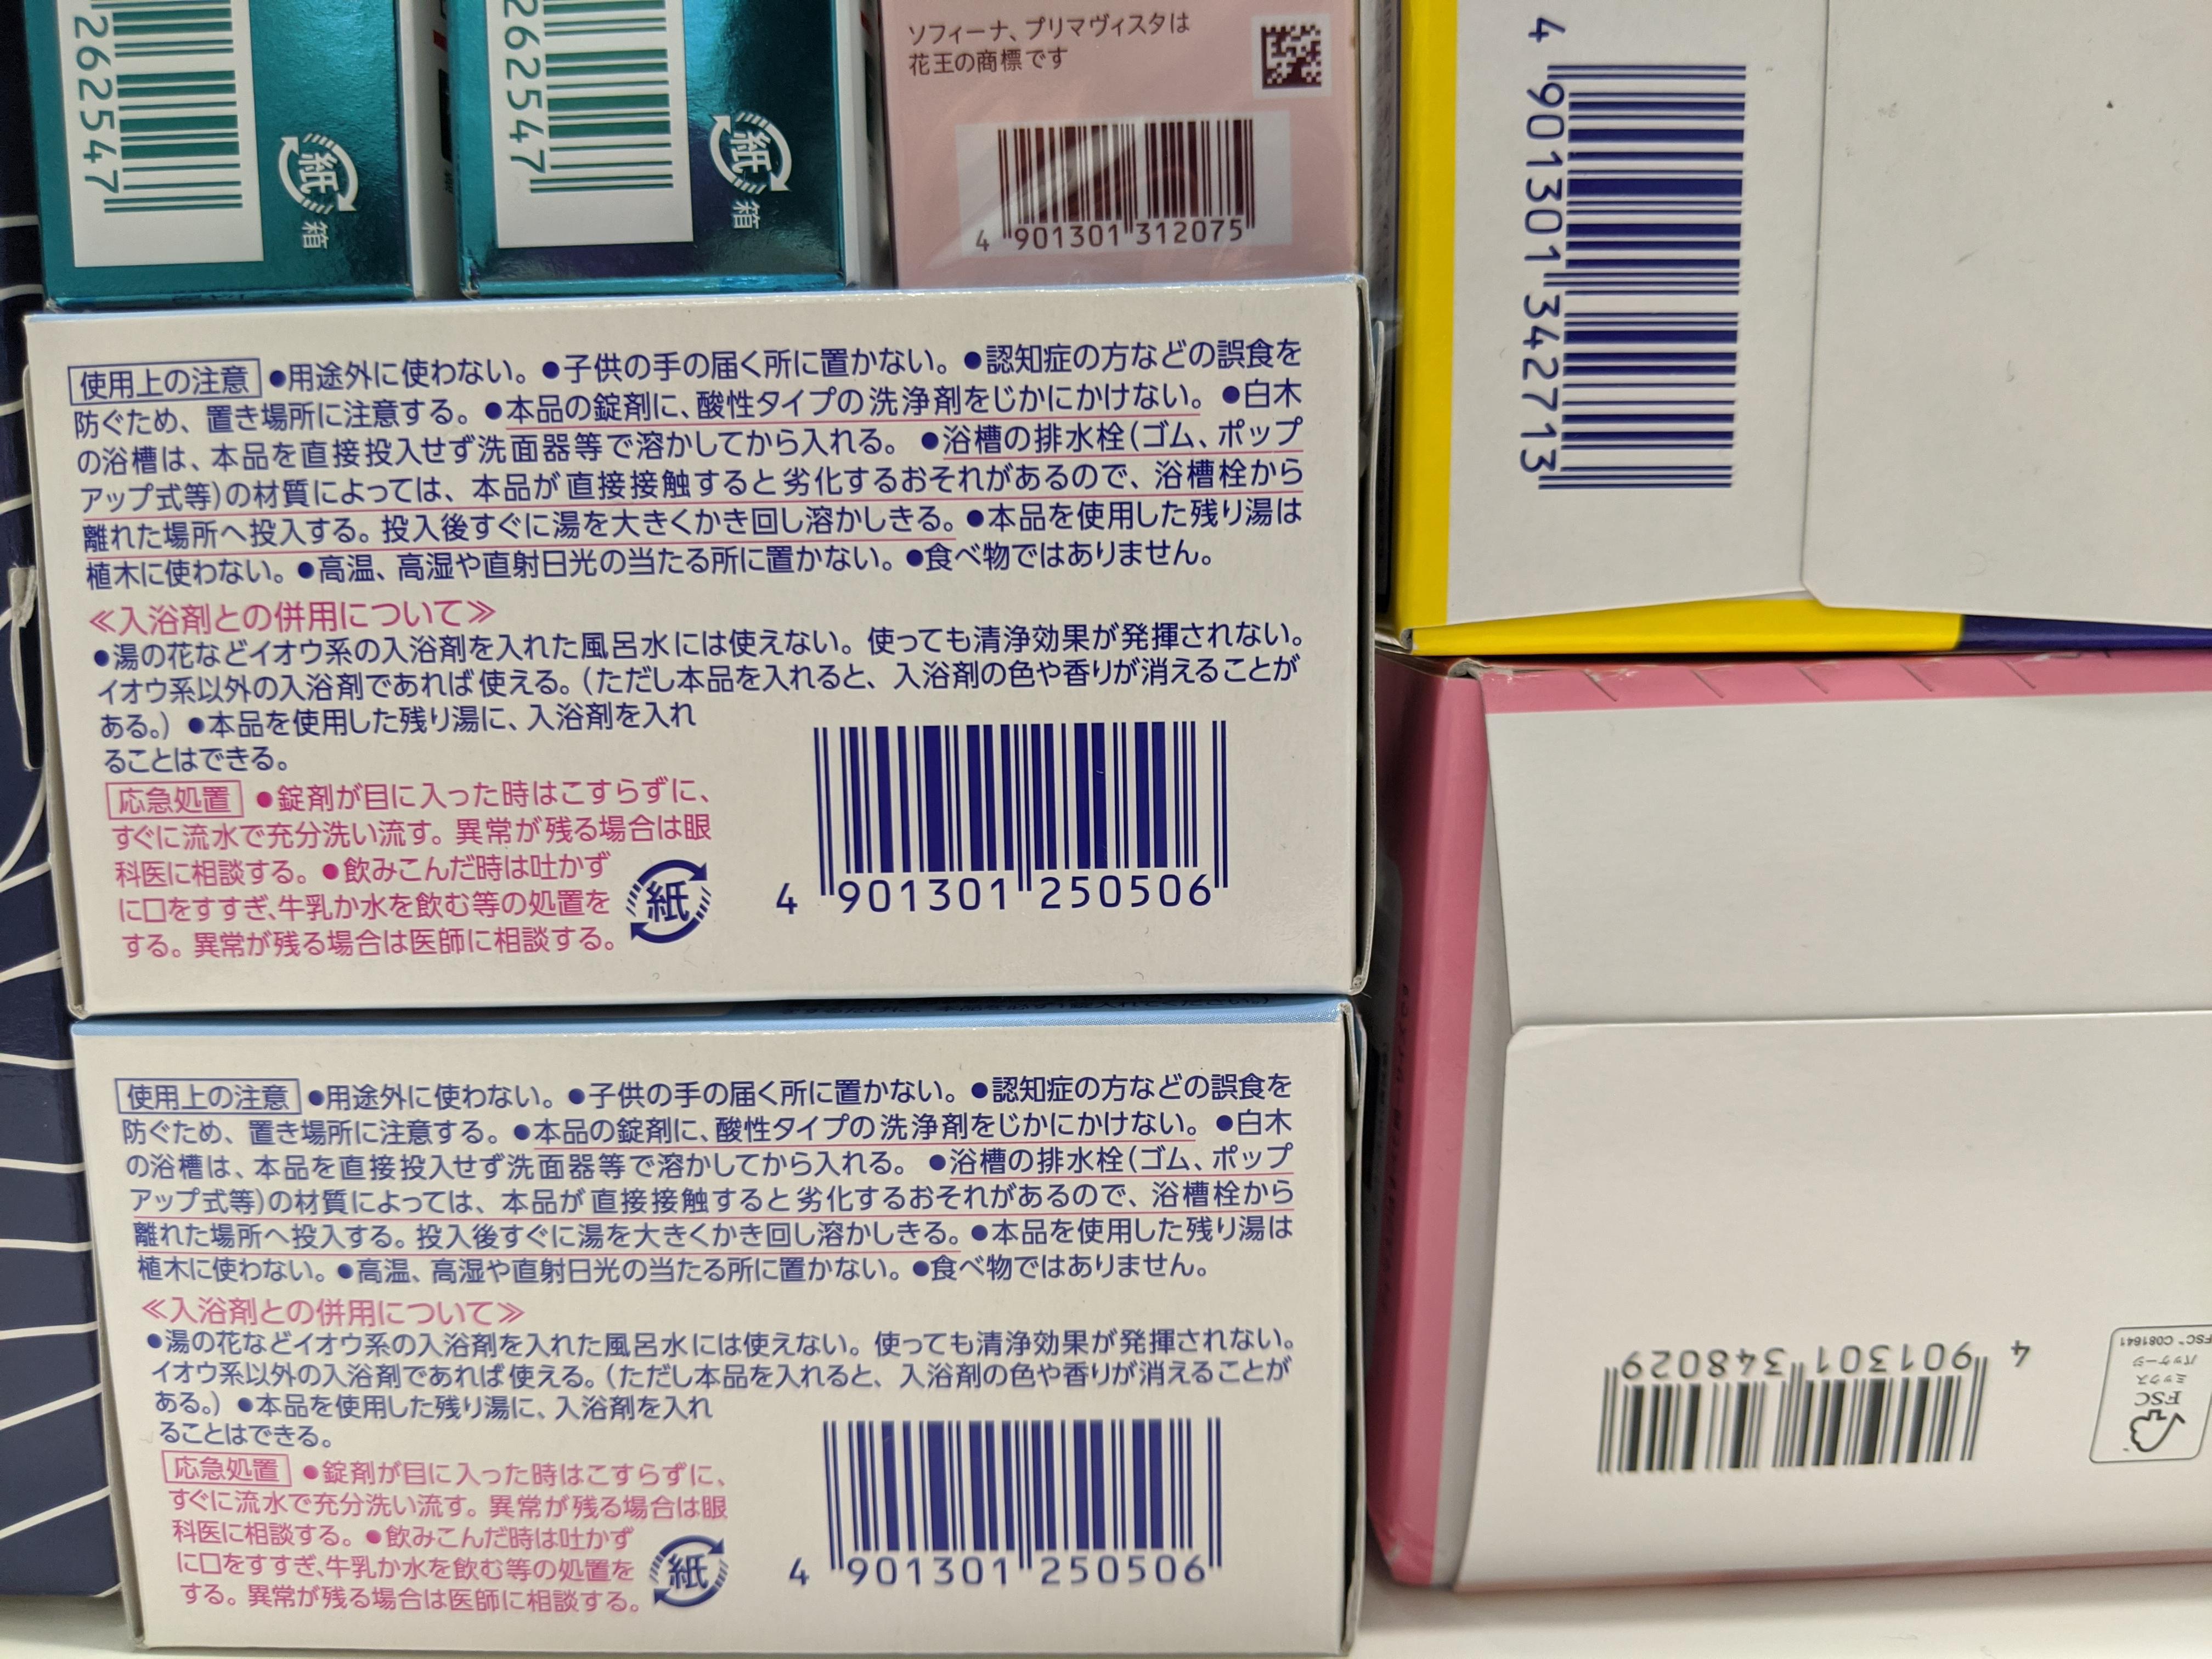 262547
紙
箱
262547
紙
箱
ソフィーナ、プリマヴィスタは
花王の商標です
4 901301 312075
4 901301 342713
使用上の注意 ●用途外に使わない。●子供の手の届く所に置かない。●認知症の方などの誤食を
防ぐため、置き場所に注意する。●本品の錠剤に、酸性タイプの洗浄剤をじかにかけない。●白木
の浴槽は、本品を直接投入せず洗面器等で溶かしてから入れる。●浴槽の排水栓(ゴム、ポップ
アップ式等)の材質によっては、本品が直接接触すると劣化するおそれがあるので、浴槽栓から
離れた場所へ投入する。投入後すぐに湯を大きくかき回し溶かしきる。●本品を使用した残り湯は
植木に使わない。●高温、高湿や直射日光の当たる所に置かない。●食べ物ではありません。
≪入浴剤との併用について≫
●湯の花などイオウ系の入浴剤を入れた風呂水には使えない。使っても清浄効果が発揮されない。
イオウ系以外の入浴剤であれば使える。(ただし本品を入れると、入浴剤の色や香りが消えることが
ある。)●本品を使用した残り湯に、入浴剤を入れ
ることはできる。
応急処置 ●錠剤が目に入った時はこすらずに、
すぐに流水で充分洗い流す。異常が残る場合は眼
科医に相談する。●飲みこんだ時は吐かず
に口をすすぎ、牛乳か水を飲む等の処置を
する。異常が残る場合は医師に相談する。
紙
4 901301 250506
使用上の注意 ●用途外に使わない。●子供の手の届く所に置かない。●認知症の方などの誤食を
防ぐため、置き場所に注意する。●本品の錠剤に、酸性タイプの洗浄剤をじかにかけない。●白木
の浴槽は、本品を直接投入せず洗面器等で溶かしてから入れる。●浴槽の排水栓(ゴム、ポップ
アップ式等)の材質によっては、本品が直接接触すると劣化するおそれがあるので、浴槽栓から
離れた場所へ投入する。投入後すぐに湯を大きくかき回し溶かしきる。●本品を使用した残り湯は
植木に使わない。●高温、高湿や直射日光の当たる所に置かない。●食べ物ではありません。
≪入浴剤との併用について≫
●湯の花などイオウ系の入浴剤を入れた風呂水には使えない。使っても清浄効果が発揮されない。
イオウ系以外の入浴剤であれば使える。(ただし本品を入れると、入浴剤の色や香りが消えることが
ある。)●本品を使用した残り湯に、入浴剤を入れ
ることはできる。
応急処置 ●錠剤が目に入った時はこすらずに、
すぐに流水で充分洗い流す。異常が残る場合は眼
科医に相談する。●飲みこんだ時は吐かず
に口をすすぎ、牛乳か水を飲む等の処置を
する。異常が残る場合は医師に相談する。
紙
4 901301 250506
4 901301 348029
FSC
ミックス
パッケージ
FSC™ C081641